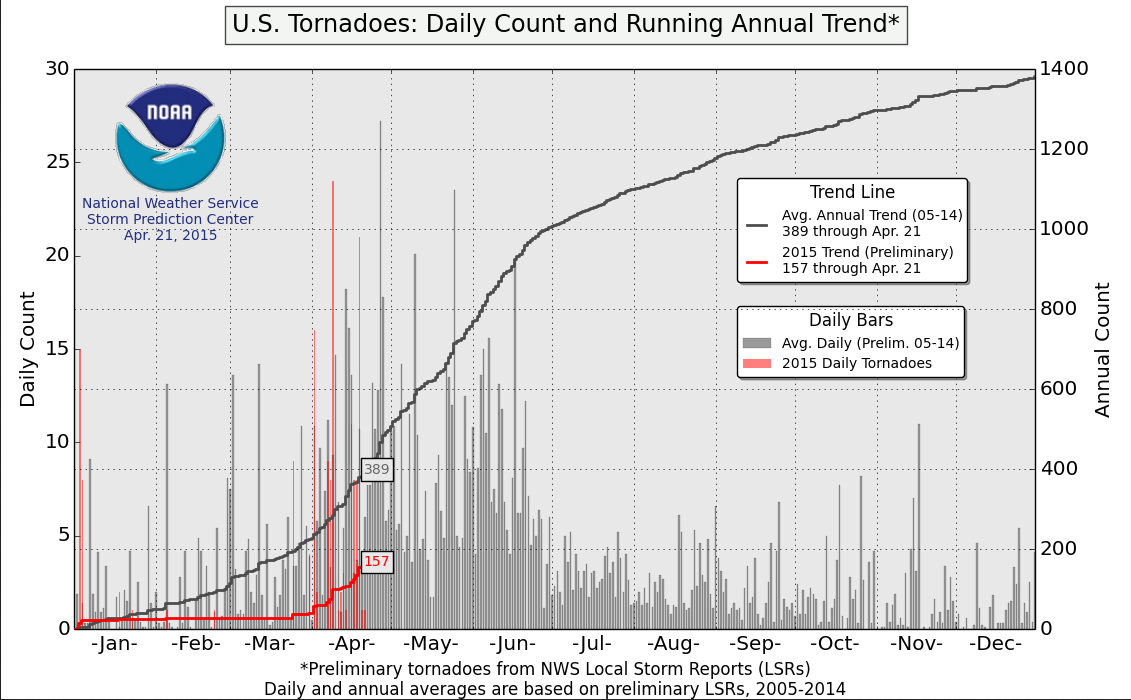 U.S. Tornadoes: Daily Count and Running Annual Trend*
30
25
20
15
10
5
0
Daily Count
1400
1200
1000
800
600
400
200
0
Annual Count
NOAA
National Weather Service
Storm Prediction Center
Apr. 21, 2015
Trend Line
Avg. Annual Trend (05-14)
389 through Apr. 21
2015 Trend (Preliminary)
157 through Apr. 21
Daily Bars
Avg. Daily (Prelim. 05-14)
2015 Daily Tornadoes
389
157
-Jan- -Feb- -Mar- -Apr- -May- -Jun- -Jul- -Aug- -Sep- -Oct- -Nov- -Dec-
*Preliminary tornadoes from NWS Local Storm Reports (LSRs)
Daily and annual averages are based on preliminary LSRs, 2005-2014